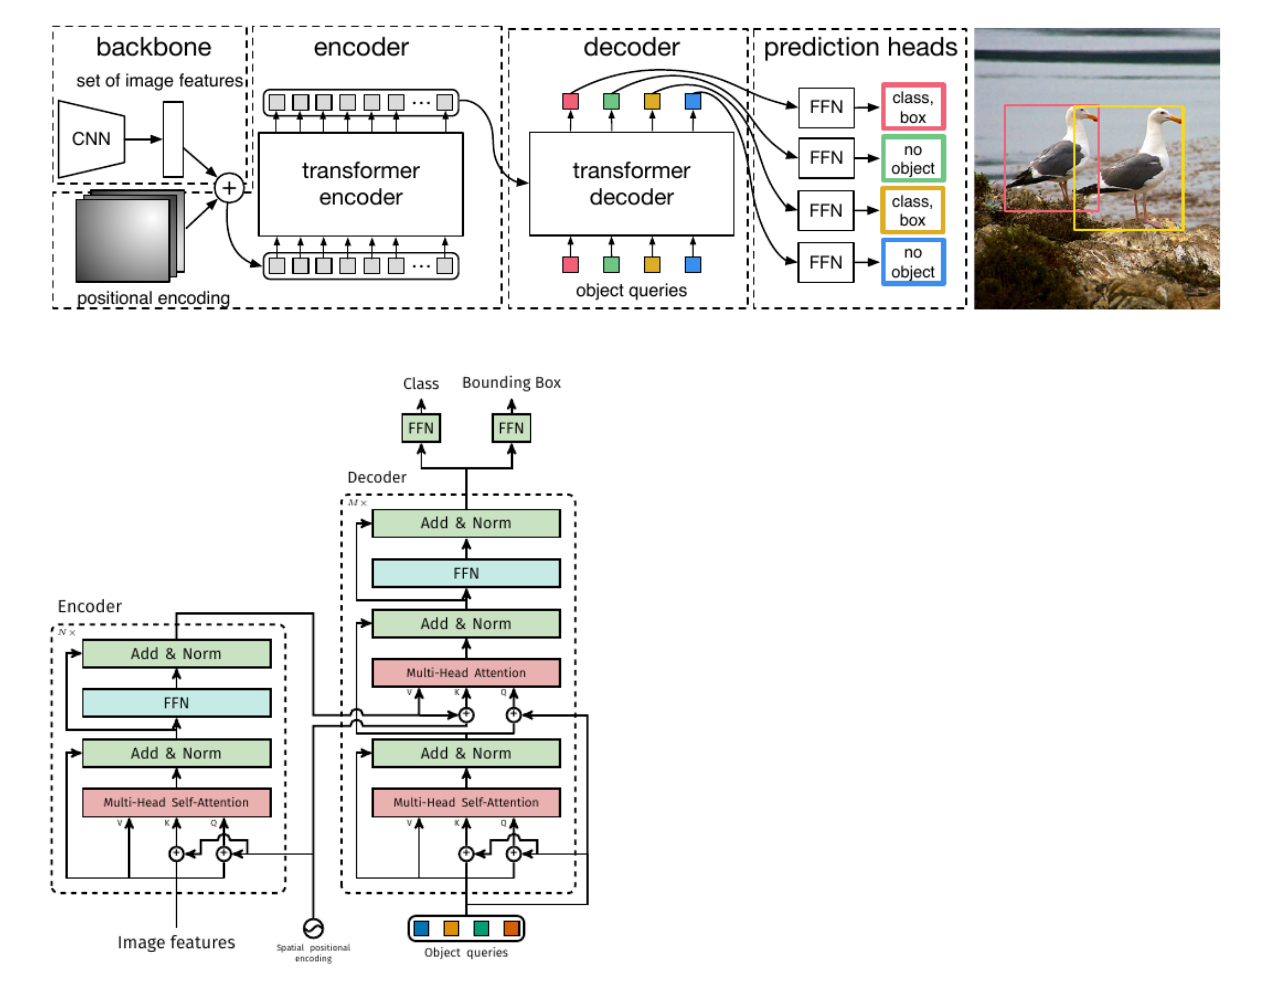 backbone
encoder
decoder
prediction heads
set of image features
CNN
+
positional encoding
transformer
encoder
...
...
transformer
decoder
object queries
FFN
class,
box
FFN
no
object
FFN
class,
box
FFN
no
object
Class
Bounding Box
FFN
FFN
Decoder
M×
Add & Norm
FFN
Add & Norm
Multi-Head Attention
V
K
Q
+
+
Add & Norm
Multi-Head Self-Attention
V
K
Q
+
+
Object queries
Encoder
N×
Add & Norm
FFN
Add & Norm
Multi-Head Self-Attention
V
K
Q
+
+
Image features
Spatial positional
encoding